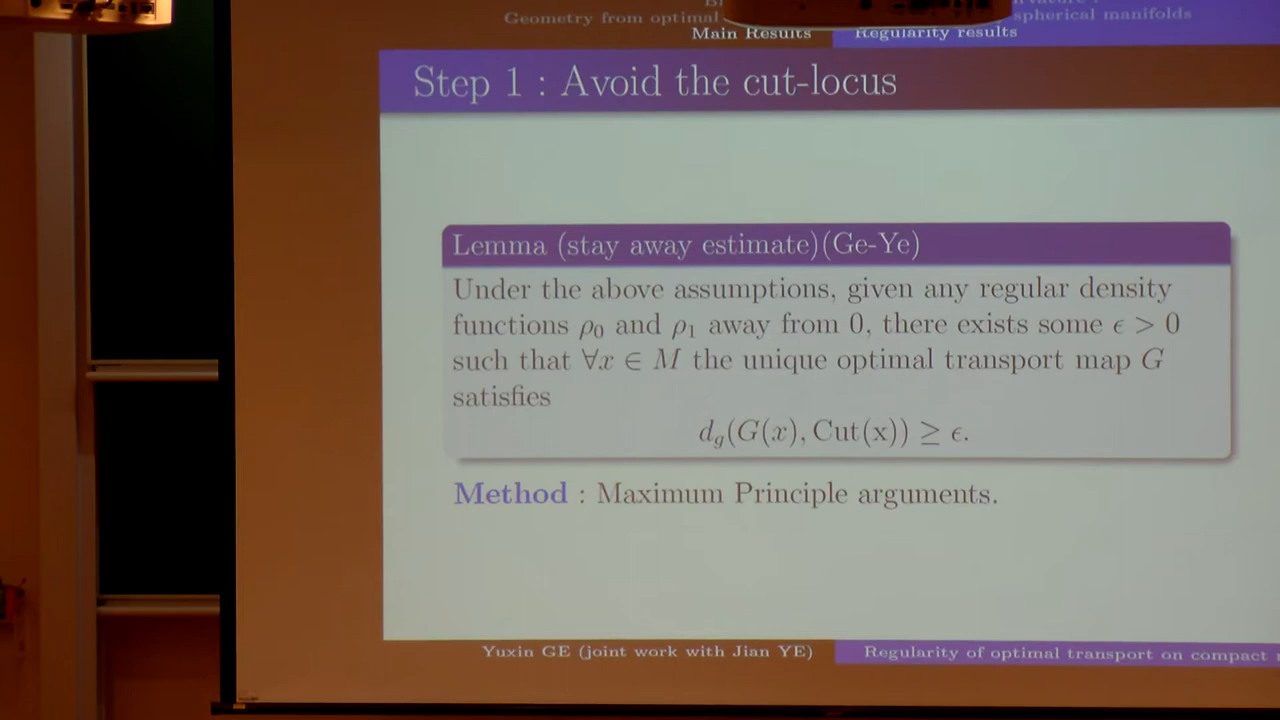 Geometry from optimal
spherical manifolds
Main Results
Regularity results
Step 1 : Avoid the cut-locus
Lemma (stay away estimate)(Ge-Ye)
Under the above assumptions, given any regular density
functions ρ₀ and ρ₁ away from 0, there exists some ϵ > 0
such that ∀x ∈ M the unique optimal transport map G
satisfies
d_g(G(x), Cut(x)) ≥ ϵ.
Method : Maximum Principle arguments.
Yuxin GE (joint work with Jian YE)
Regularity of optimal transport on compact